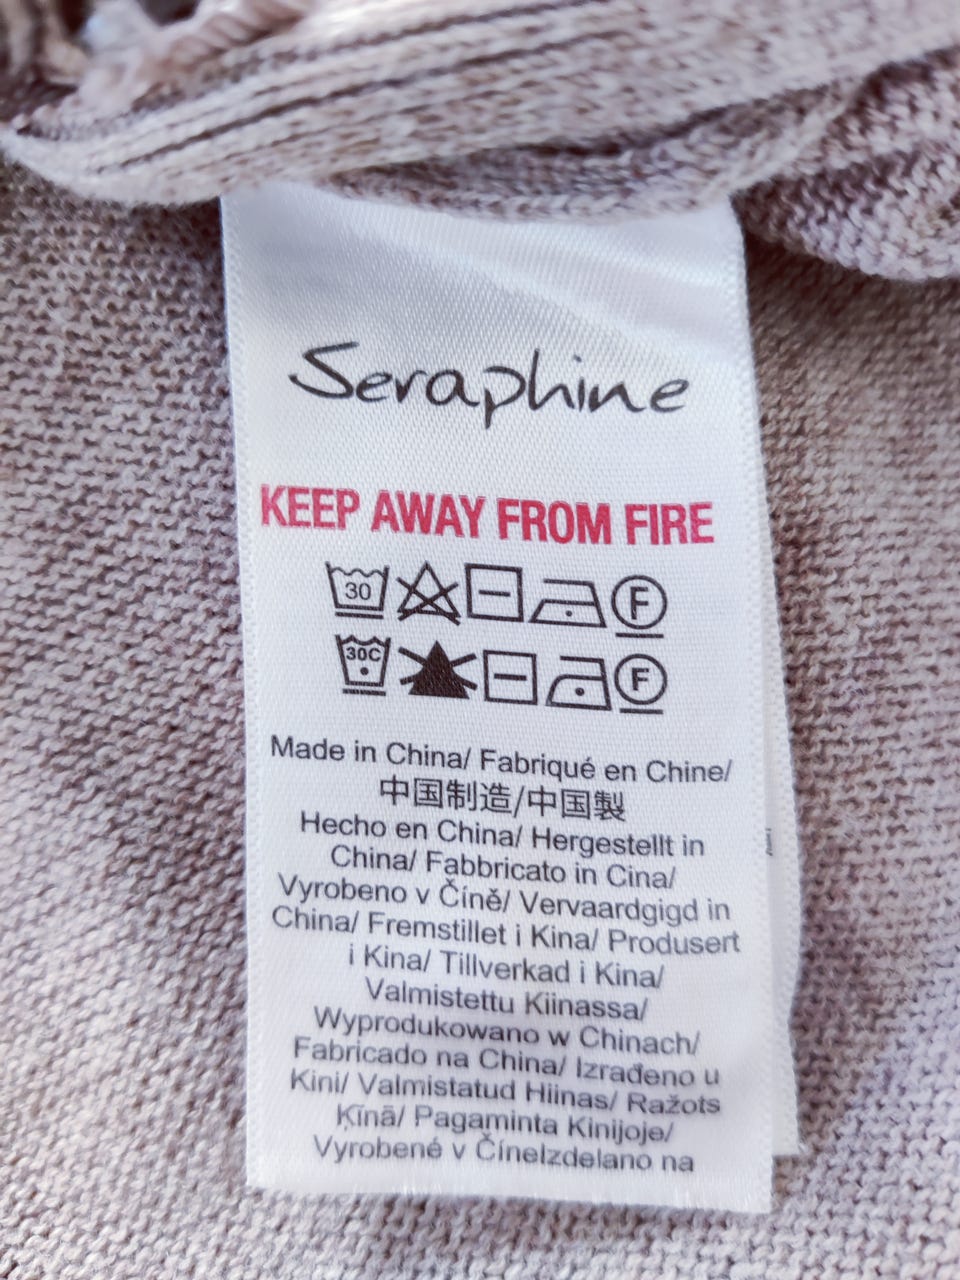 Seraphine
KEEP AWAY FROM FIRE
30 F
30C F
Made in China/ Fabriqué en Chine/
中国制造/中国製
Hecho en China/ Hergestellt in
China/ Fabbricato in Cina/
Vyrobeno v Číně/ Vervaardgigd in
China/ Fremstillet i Kina/ Produsert
i Kina/ Tillverkad i Kina/
Valmistettu Kiinassa/
Wyprodukowano w Chinach/
Fabricado na China/ Izrađeno u
Kini/ Valmistatud Hiinas/ Ražots
Ķīnā/ Pagaminta Kinijoje/
Vyrobené v ČíneIzdelano na